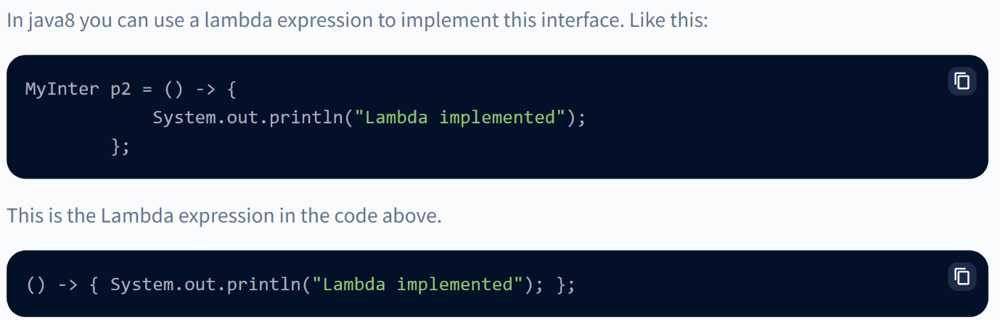 In java8 you can use a lambda expression to implement this interface. Like this:
MyInter p2 = () -> {
            System.out.println("Lambda implemented");
        };
This is the Lambda expression in the code above.
() -> { System.out.println("Lambda implemented"); };